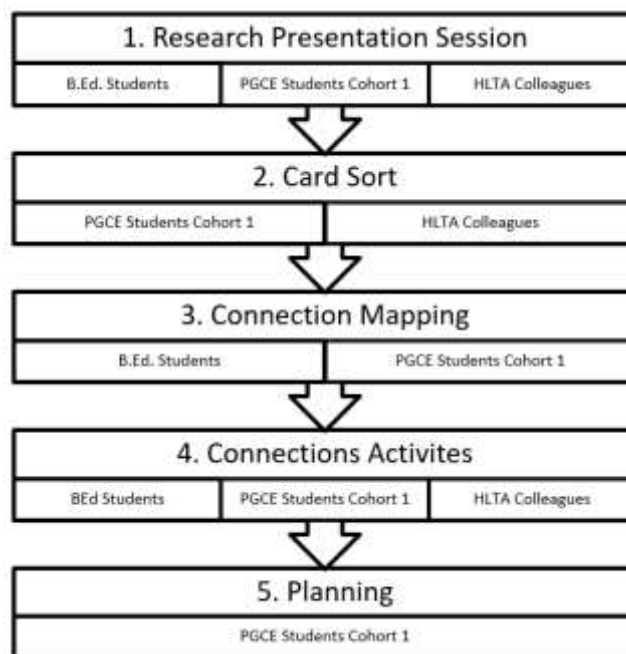 1. Research Presentation Session
B.Ed. Students PGCE Students Cohort 1 HLTA Colleagues
2. Card Sort
PGCE Students Cohort 1 HLTA Colleagues
3. Connection Mapping
B.Ed. Students PGCE Students Cohort 1
4. Connections Activites
BEd Students PGCE Students Cohort 1 HLTA Colleagues
5. Planning
PGCE Students Cohort 1